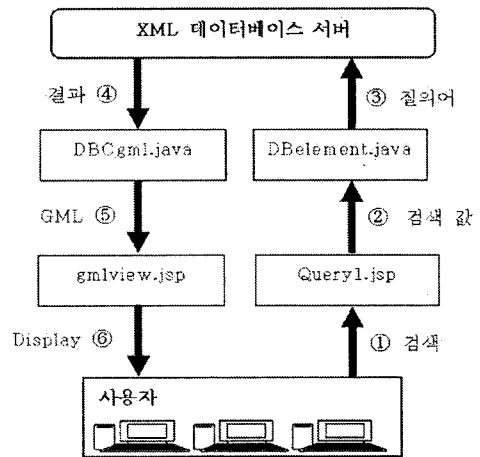 XML 데이터베이스 서버
결과 ④
③ 질의어
DBCgml.java
DBelement.java
GML ⑤
② 검색 값
gmlview.jsp
Query1.jsp
Display ⑥
① 검색
사용자